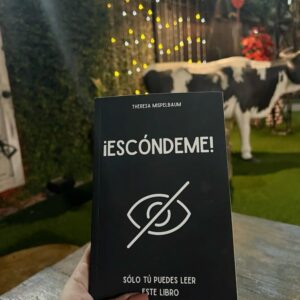 THERESA MISPELBAUM
¡ESCÓNDEME!
SÓLO TÚ PUEDES LEER
ESTE LIBRO